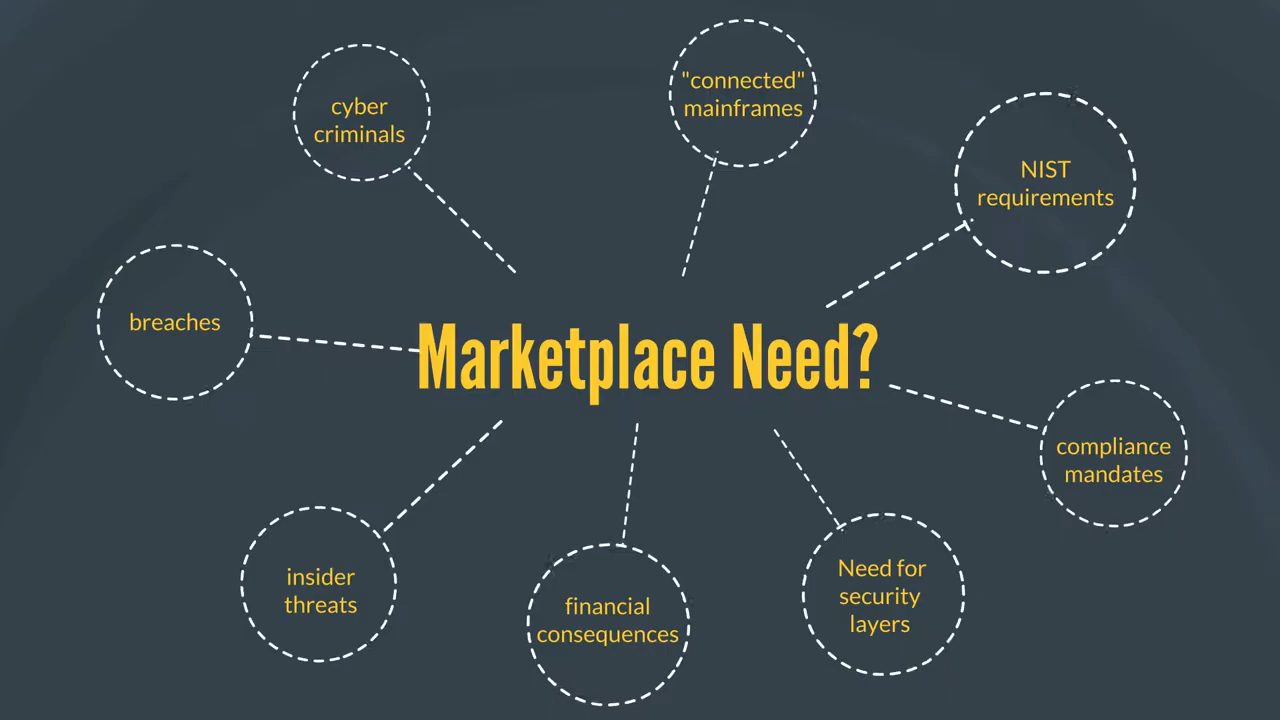 "connected"
mainframes
cyber
criminals
NIST
requirements
breaches
Marketplace Need?
compliance
mandates
insider
threats
financial
consequences
Need for
security
layers